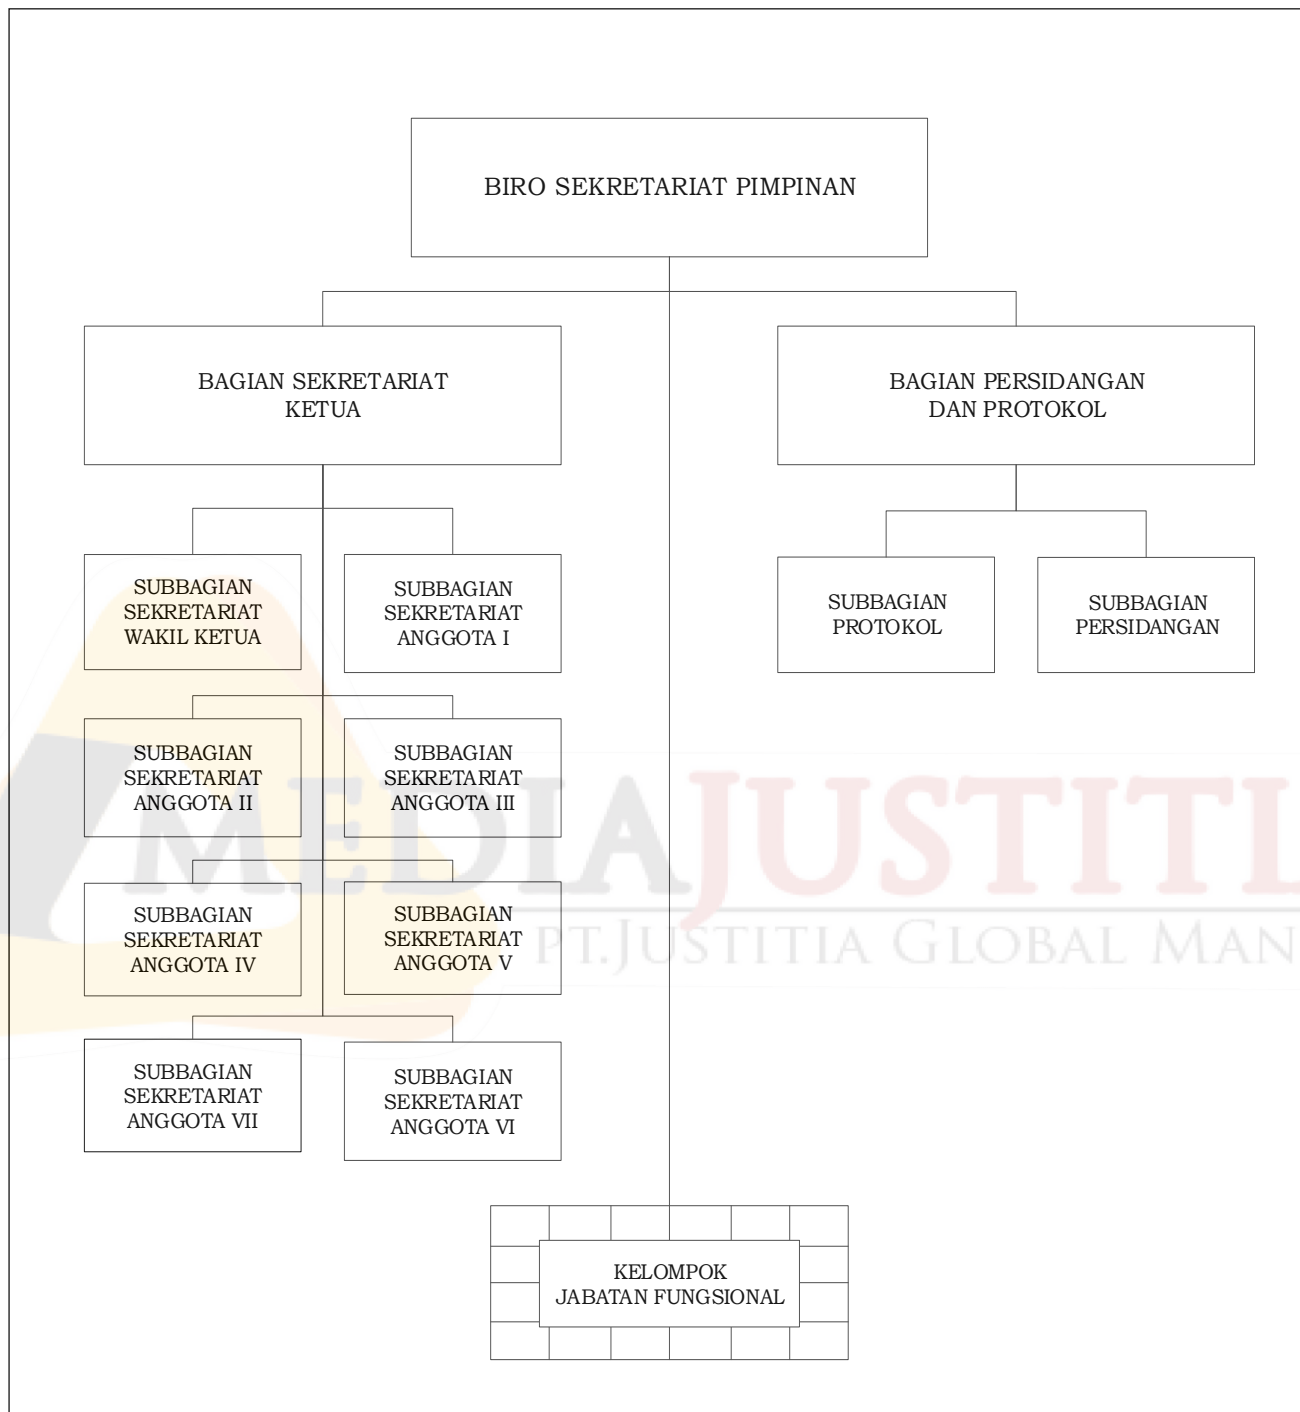 BIRO SEKRETARIAT PIMPINAN
BAGIAN SEKRETARIAT
KETUA
BAGIAN PERSIDANGAN
DAN PROTOKOL
SUBBAGIAN
SEKRETARIAT
WAKIL KETUA
SUBBAGIAN
SEKRETARIAT
ANGGOTA I
SUBBAGIAN
PROTOKOL
SUBBAGIAN
PERSIDANGAN
SUBBAGIAN
SEKRETARIAT
ANGGOTA II
SUBBAGIAN
SEKRETARIAT
ANGGOTA III
MEDIAJUSTITI
PT.JUSTITIA GLOBAL MAN
SUBBAGIAN
SEKRETARIAT
ANGGOTA IV
SUBBAGIAN
SEKRETARIAT
ANGGOTA V
SUBBAGIAN
SEKRETARIAT
ANGGOTA VII
SUBBAGIAN
SEKRETARIAT
ANGGOTA VI
KELOMPOK
JABATAN FUNGSIONAL